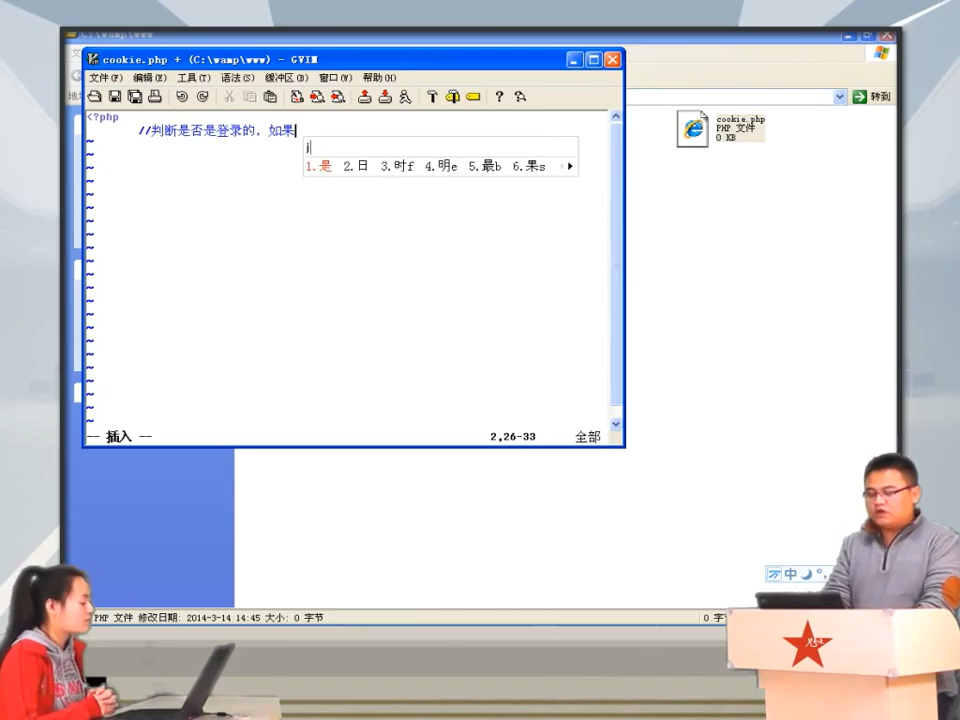 C:\wamp\www
cookie.php + (C:\wamp\www) - GVIM
文件(F) 编辑(E) 工具(T) 语法(S) 缓冲区(B) 窗口(W) 帮助(H)
转到
<?php
//判断是否是登录的, 如果
j
1.是 2.日 3.时f 4.明e 5.最b 6.果s
cookie.php
PHP 文件
0 KB
-- 插入 --
2,26-33
全部
中
PHP 文件 修改日期: 2014-3-14 14:45 大小: 0 字节
0 字